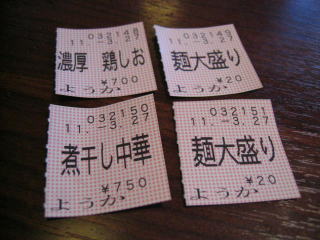 032148
11.-3.27
濃厚 鶏しお
¥700
ようか
032149
11.-3.27
麺大盛り
¥20
ようか
032150
11.-3.27
煮干し中華
¥750
ようか
032151
11.-3.27
麺大盛り
¥20
ようか